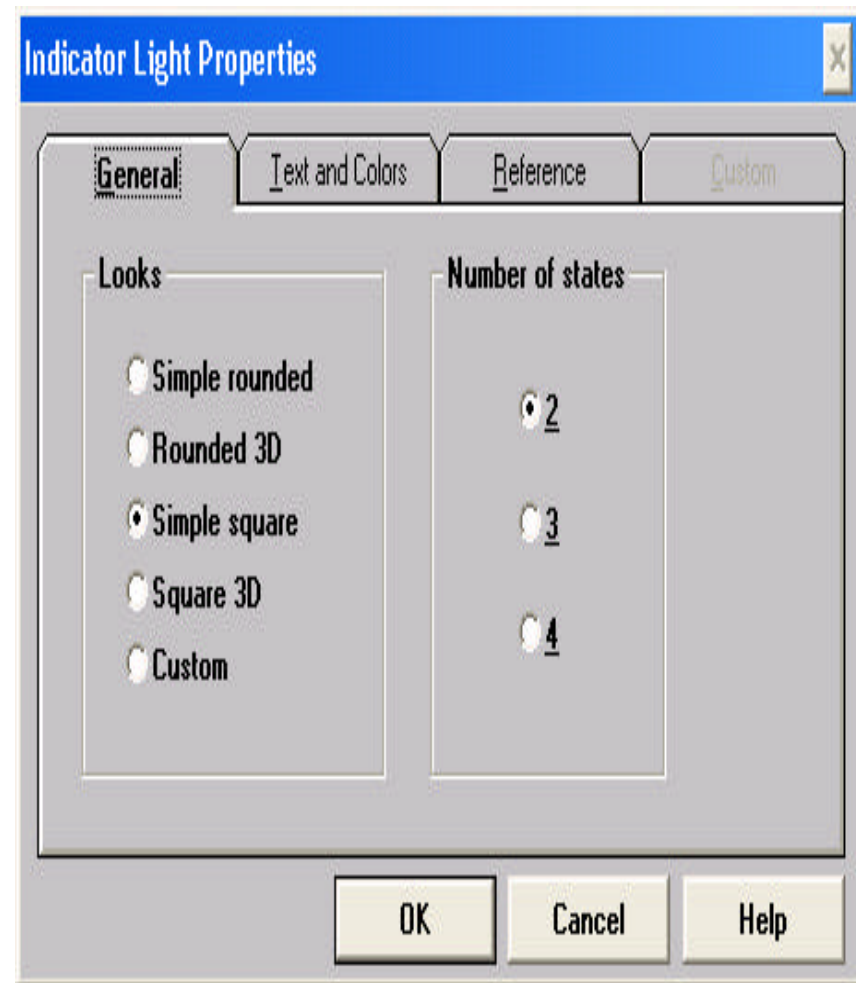 Indicator Light Properties
General Text and Colors Reference Custom
Looks Number of states
Simple rounded
Rounded 3D
Simple square
Square 3D
Custom
2
3
4
OK Cancel Help